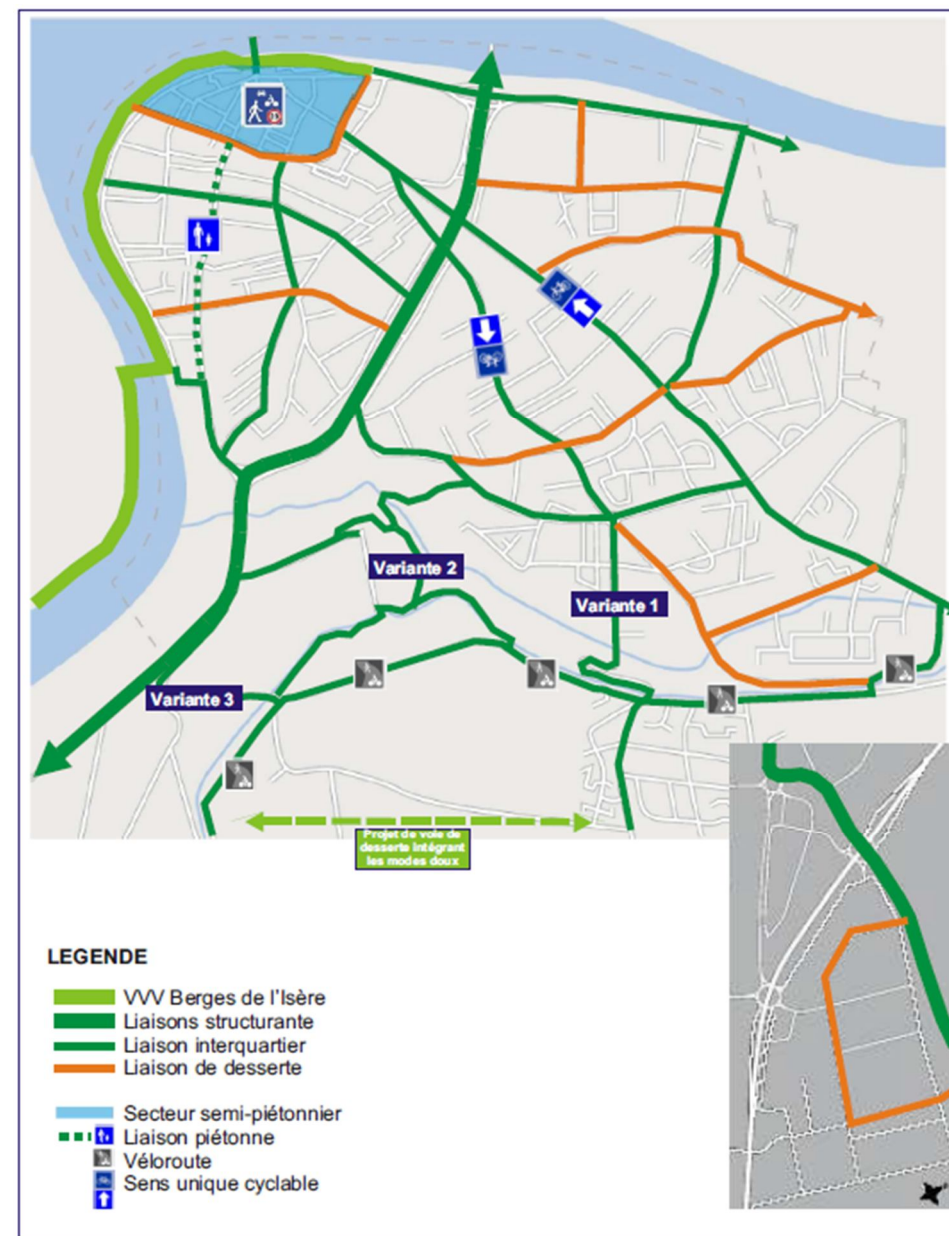 Variante 2
Variante 1
Variante 3
Projet de voie de
desserte intégrant
les modes doux
LEGENDE
VVV Berges de l'Isère
Liaisons structurante
Liaison interquartier
Liaison de desserte
Secteur semi-piétonnier
Liaison piétonne
Véloroute
Sens unique cyclable